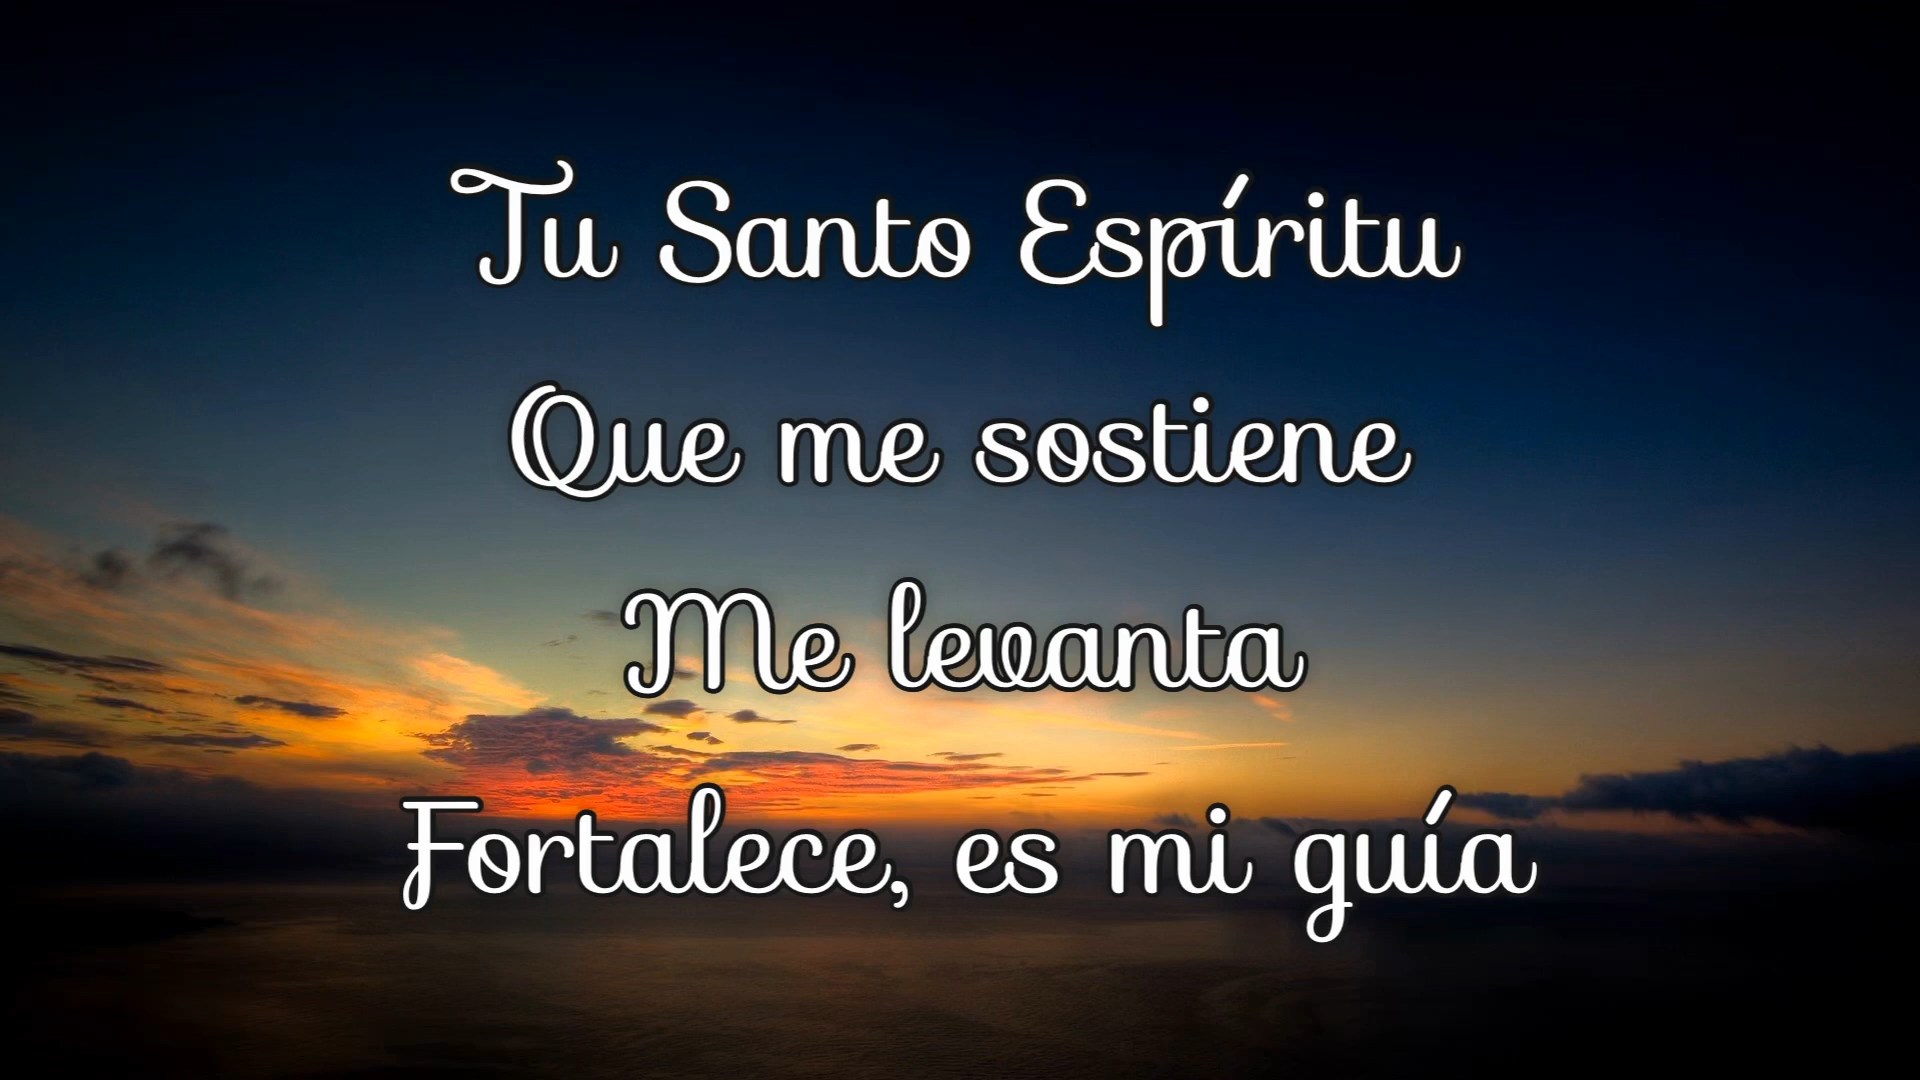 Tu Santo Espíritu
Que me sostiene
Me levanta
Fortalece, es mi guía